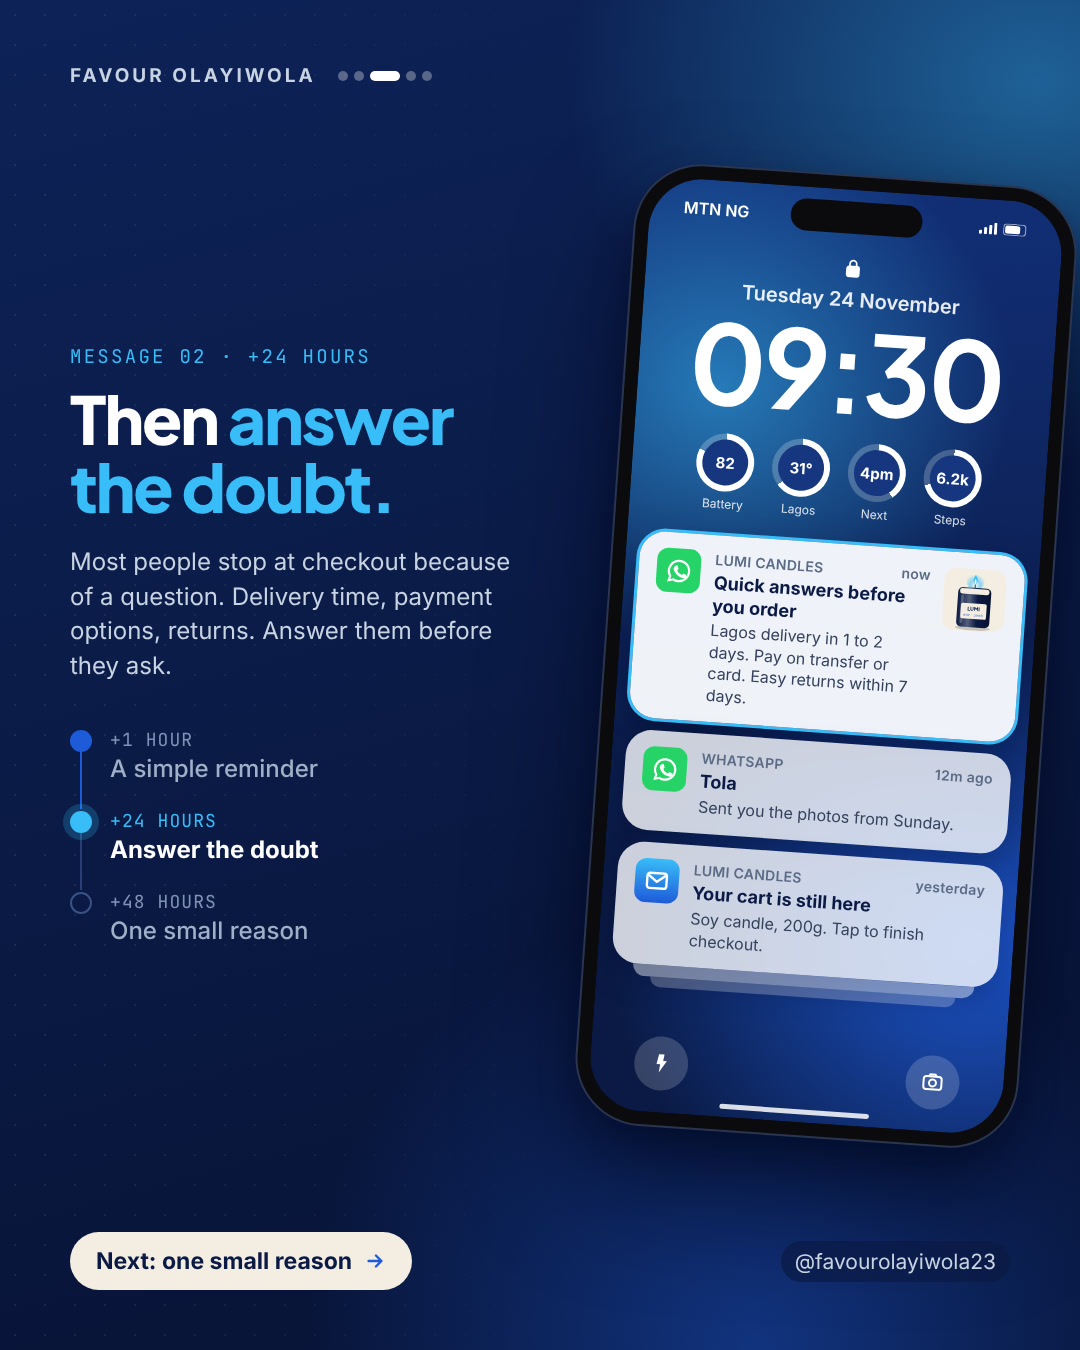 FAVOUR OLAYIWOLA
MESSAGE 02 · +24 HOURS
Then answer
the doubt.
Most people stop at checkout because
of a question. Delivery time, payment
options, returns. Answer them before
they ask.
+1 HOUR
A simple reminder
+24 HOURS
Answer the doubt
+48 HOURS
One small reason
MTN NG
Tuesday 24 November
09:30
82
31°
4pm
6.2k
Battery
Lagos
Next
Steps
LUMI CANDLES
now
Quick answers before
you order
Lagos delivery in 1 to 2
days. Pay on transfer or
card. Easy returns within 7
days.
LUMI
WHATSAPP
12m ago
Tola
Sent you the photos from Sunday.
LUMI CANDLES
yesterday
Your cart is still here
Soy candle, 200g. Tap to finish
checkout.
Next: one small reason →
@favourolayiwola23